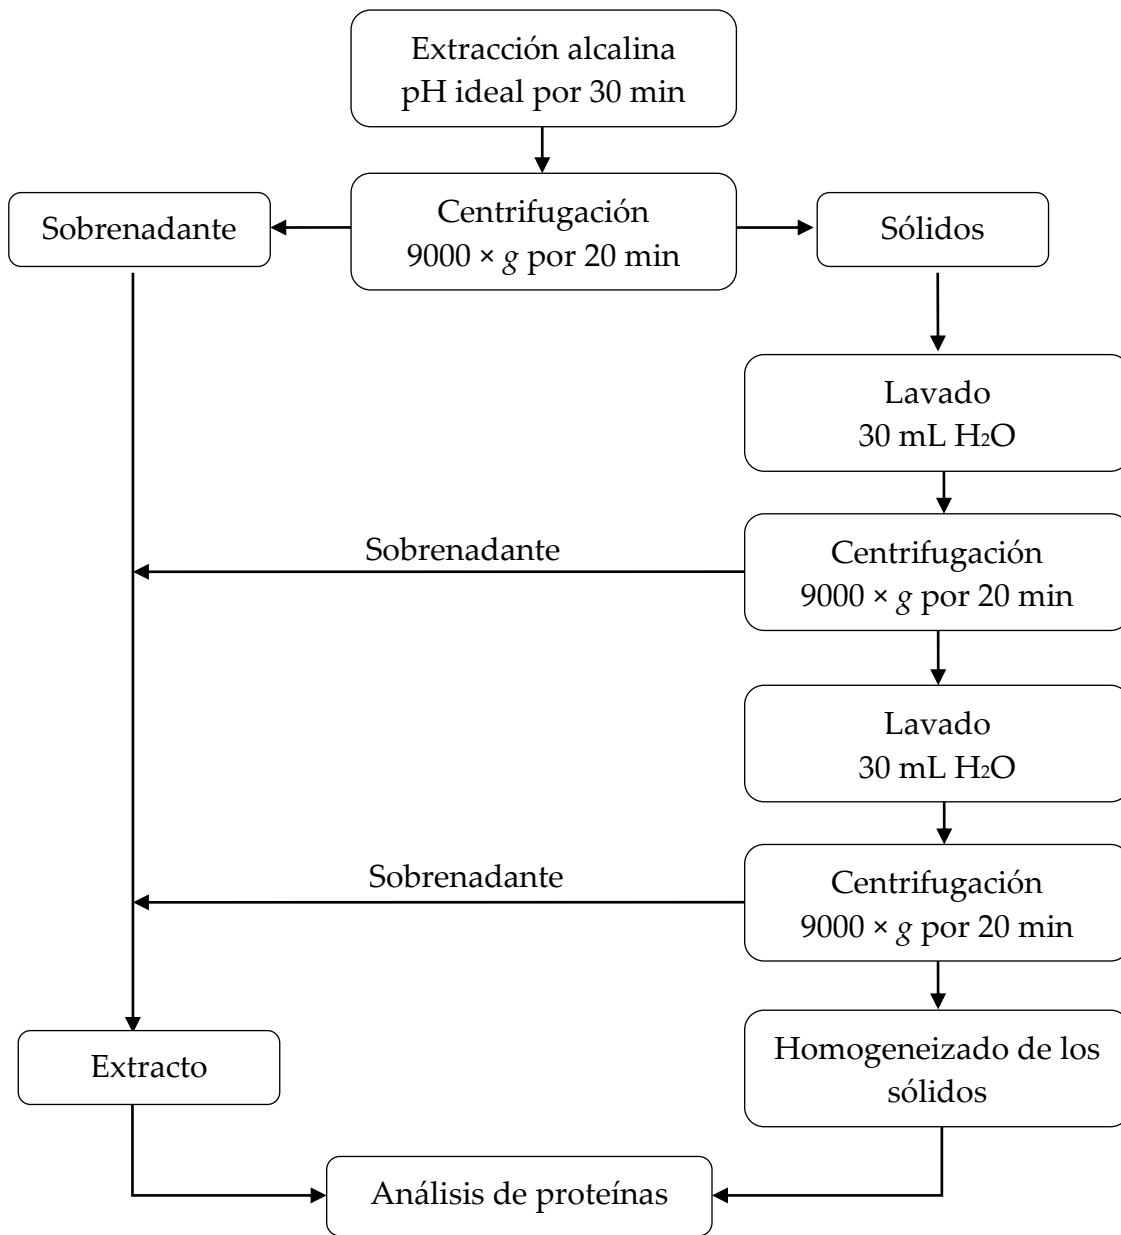 Extracción alcalina
pH ideal por 30 min
Sobrenadante
Centrifugación
9000 × g por 20 min
Sólidos
Lavado
30 mL H₂O
Sobrenadante
Centrifugación
9000 × g por 20 min
Lavado
30 mL H₂O
Sobrenadante
Centrifugación
9000 × g por 20 min
Extracto
Homogeneizado de los
sólidos
Análisis de proteínas